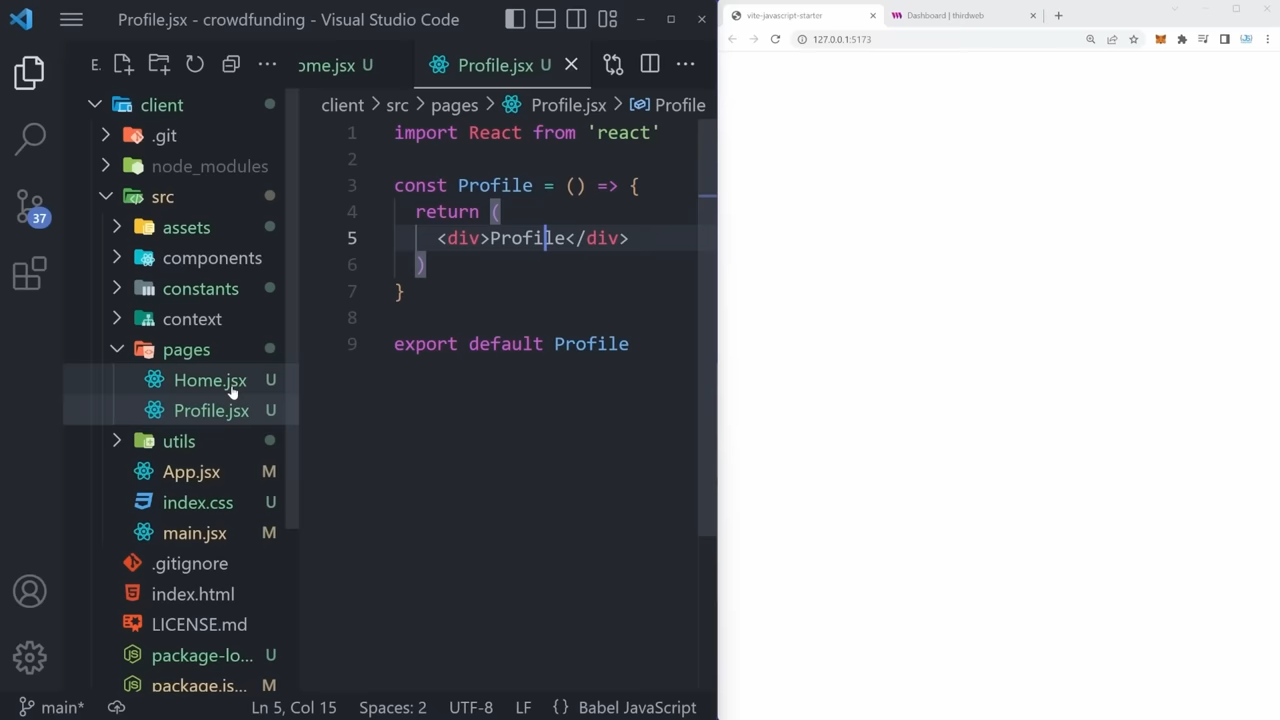 Profile.jsx - crowdfunding - Visual Studio Code
E.
ome.jsx U
Profile.jsx U
client
.git
node_modules
src
assets
components
constants
context
pages
Home.jsx U
Profile.jsx U
utils
App.jsx M
index.css U
main.jsx M
.gitignore
index.html
LICENSE.md
package-lo... U
package.js... M
37
client > src > pages > Profile.jsx > Profile
1 import React from 'react'
2
3 const Profile = () => {
4 return (
5 <div>Profile</div>
6 )
7 }
8
9 export default Profile
main*
Ln 5, Col 15
Spaces: 2
UTF-8
LF
{} Babel JavaScript
vite-javascript-starter
Dashboard | thirdweb
127.0.0.1:5173